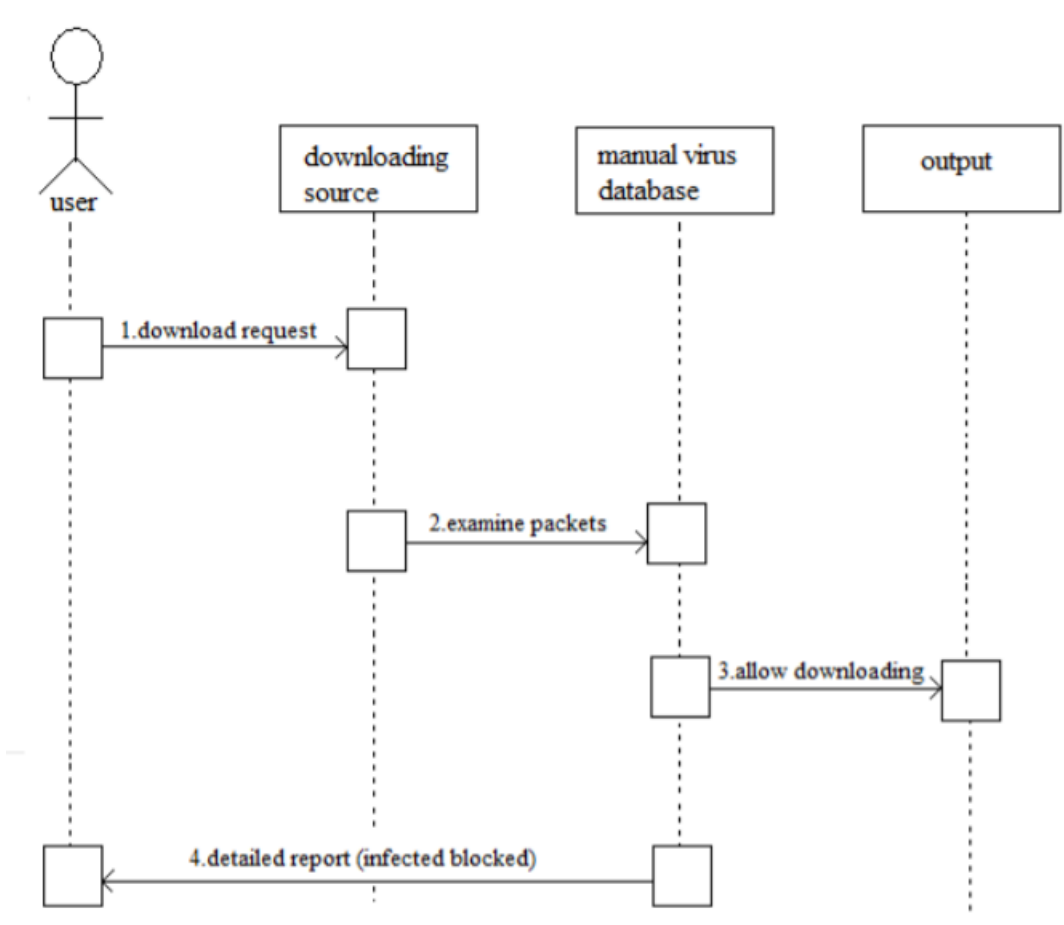 user
downloading
source
manual virus
database
output
1.download request
2.examine packets
3.allow downloading
4.detailed report (infected blocked)